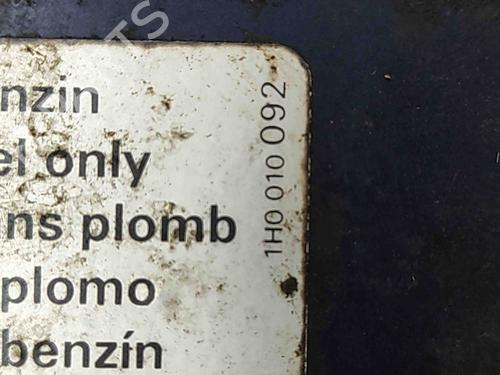 nzin
el only
ns plomb
plomo
benzín
1H0 010 092